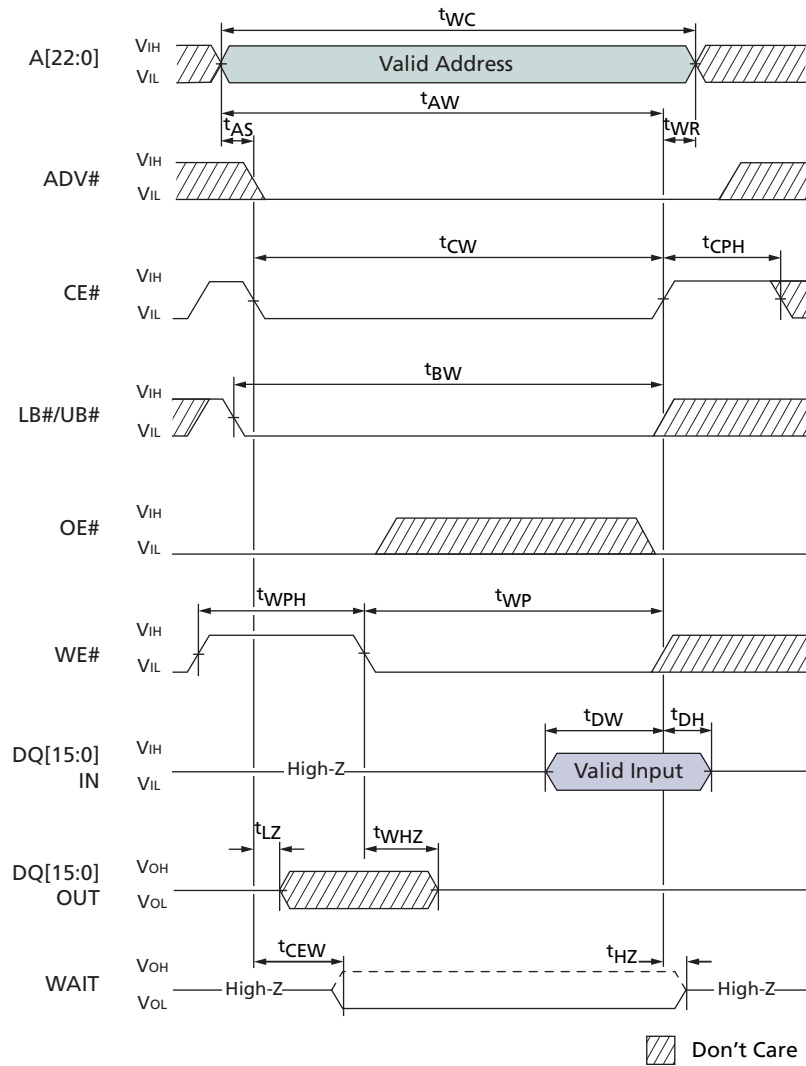 tWC
A[22:0] VIH VIL Valid Address
tAW
tAS tWR
ADV# VIH VIL
tCW tCPH
CE# VIH VIL
tBW
LB#/UB# VIH VIL
OE# VIH VIL
tWPH tWP
WE# VIH VIL
tDW tDH
DQ[15:0] IN VIH VIL High-Z Valid Input
tLZ tWHZ
DQ[15:0] OUT VOH VOL
tCEW tHZ
WAIT VOH VOL High-Z High-Z
Don't Care